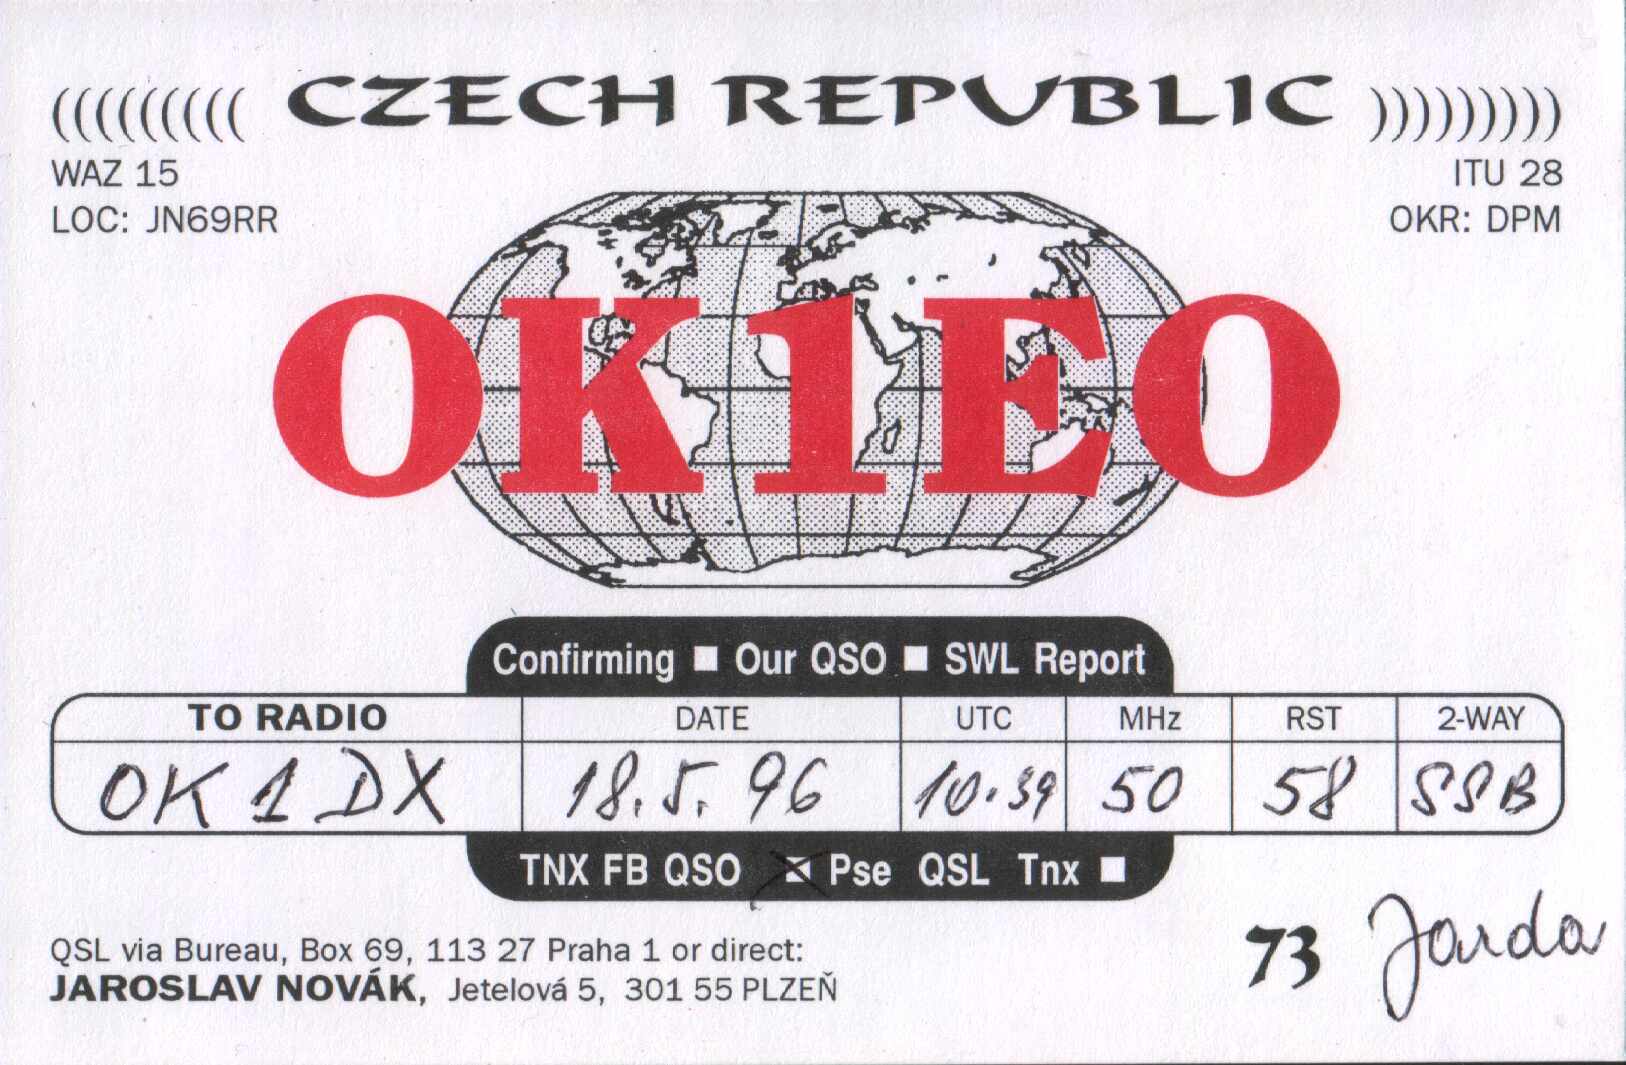 ((((((((( CZECH REPUBLIC )))))))))
WAZ 15
ITU 28
LOC: JN69RR
OKR: DPM
OK1EO
Confirming □ Our QSO □ SWL Report
TO RADIO DATE UTC MHz RST 2-WAY
OK1DX 18.5.96 10.39 50 58 SSB
TNX FB QSO ☒ Pse QSL Tnx □
QSL via Bureau, Box 69, 113 27 Praha 1 or direct:
JAROSLAV NOVÁK, Jetelová 5, 301 55 PLZEŇ
73 Jarda